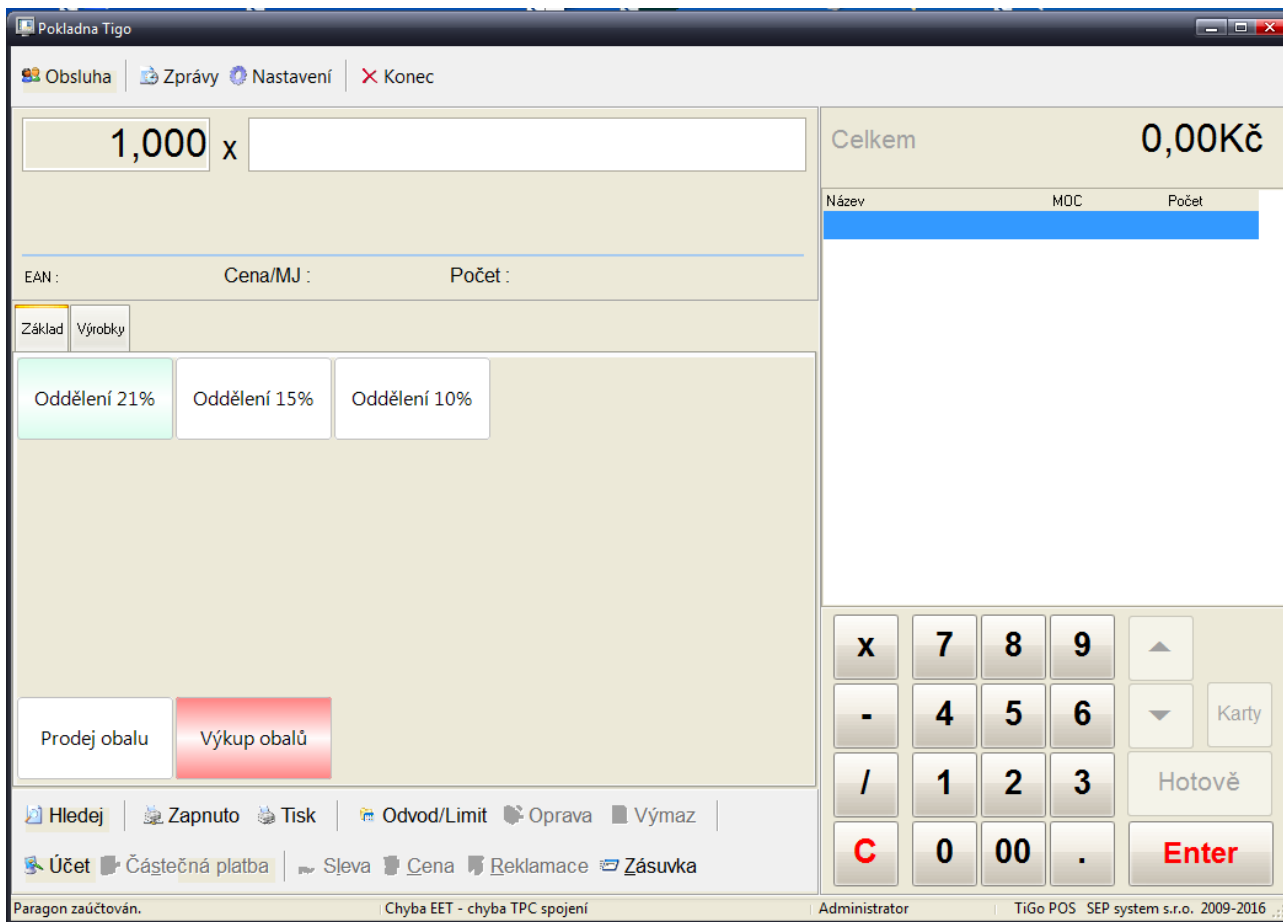 Pokladna Tigo
Obsluha Zprávy Nastavení Konec
1,000 x
Celkem 0,00Kč
Název MOC Počet
EAN : Cena/MJ : Počet :
Základ Výrobky
Oddělení 21% Oddělení 15% Oddělení 10%
x 7 8 9
- 4 5 6 Karty
Prodej obalu Výkup obalů
/ 1 2 3 Hotově
Hledej Zapnuto Tisk Odvod/Limit Oprava Výmaz
C 0 00 . Enter
Účet Částečná platba Sleva Cena Reklamace Zásuvka
Paragon zaúčtován. Chyba EET - chyba TPC spojení Administrator TiGo POS SEP system s.r.o. 2009-2016